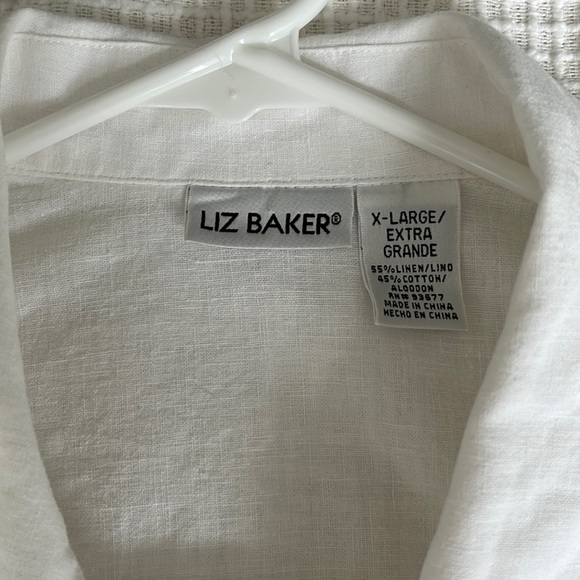 LIZ BAKER®
X-LARGE/
EXTRA
GRANDE
55% LINEN/LINO
45% COTTON/
ALGODON
RN# 93677
MADE IN CHINA
HECHO EN CHINA